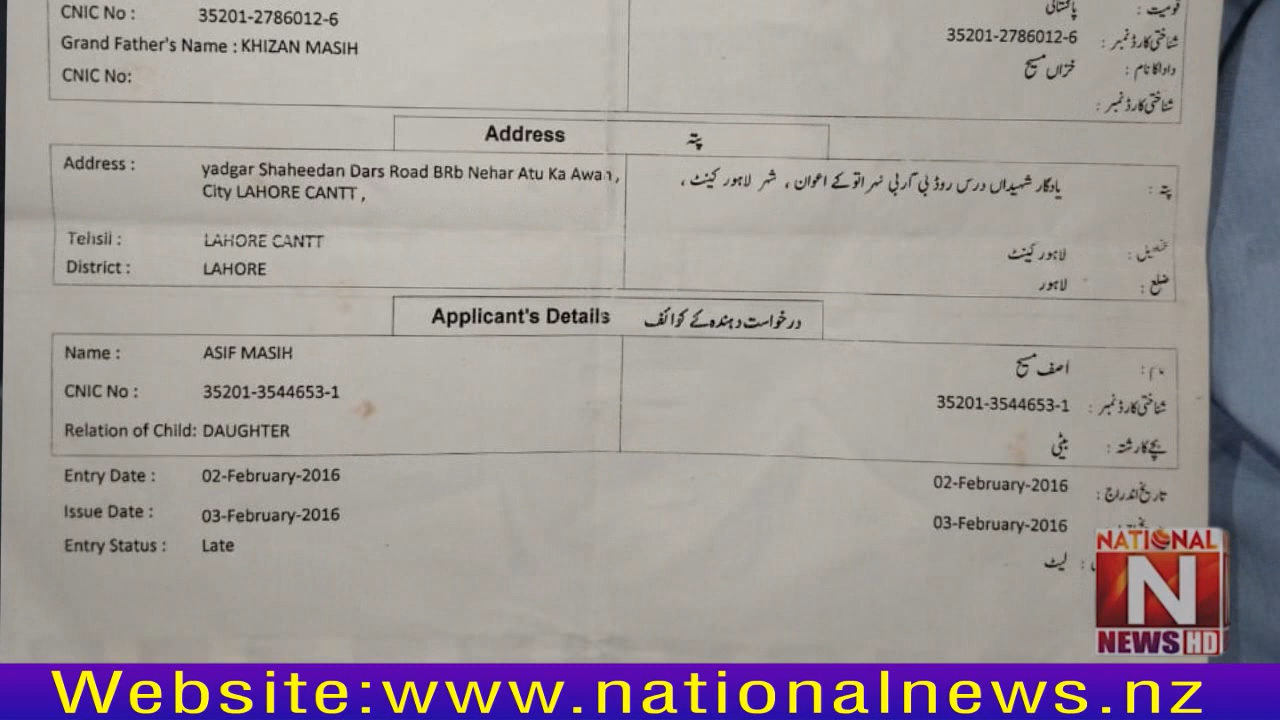 CNIC No : 35201-2786012-6
قومیت : پاکستانی
شناختی کارڈ نمبر : 35201-2786012-6
Grand Father's Name : KHIZAN MASIH
دادا کا نام : خزاں مسیح
CNIC No:
شناختی کارڈ نمبر :
Address پتہ
Address : yadgar Shaheedan Dars Road BRb Nehar Atu Ka Awan,
City LAHORE CANTT ,
پتہ : یادگار شہیداں درس روڈ بی آر بی نہر اتو کے اعوان ، شہر لاہور کینٹ ،
Tehsil : LAHORE CANTT
تحصیل : لاہور کینٹ
District : LAHORE
ضلع : لاہور
Applicant's Details درخواست دہندہ کے کوائف
Name : ASIF MASIH
نام : آصف مسیح
CNIC No : 35201-3544653-1
شناختی کارڈ نمبر : 35201-3544653-1
Relation of Child: DAUGHTER
بچے کا رشتہ : بیٹی
Entry Date : 02-February-2016
تاریخ اندراج : 02-February-2016
Issue Date : 03-February-2016
03-February-2016
Entry Status : Late
: لیٹ
NATIONAL
N
NEWS HD
Website:www.nationalnews.nz